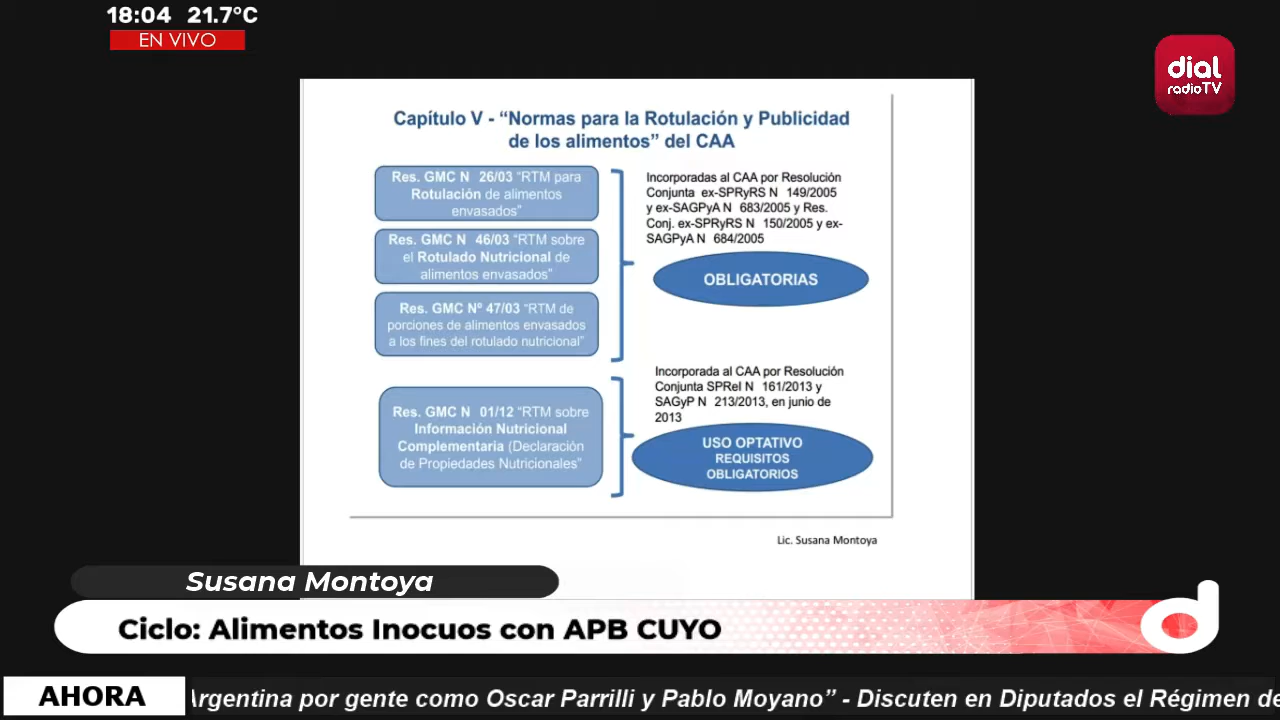 18:04 21.7°C
EN VIVO
dial
radioTV
Capítulo V - “Normas para la Rotulación y Publicidad
de los alimentos” del CAA
Res. GMC N 26/03 “RTM para
Rotulación de alimentos
envasados”
Res. GMC N 46/03 “RTM sobre
el Rotulado Nutricional de
alimentos envasados”
Res. GMC Nº 47/03 “RTM de
porciones de alimentos envasados
a los fines del rotulado nutricional”
Incorporadas al CAA por Resolución
Conjunta ex-SPRyRS N 149/2005
y ex-SAGPyA N 683/2005 y Res.
Conj. ex-SPRyRS N 150/2005 y ex-
SAGPyA N 684/2005
OBLIGATORIAS
Res. GMC N 01/12 “RTM sobre
Información Nutricional
Complementaria (Declaración
de Propiedades Nutricionales”
Incorporada al CAA por Resolución
Conjunta SPReI N 161/2013 y
SAGyP N 213/2013, en junio de
2013
USO OPTATIVO
REQUISITOS
OBLIGATORIOS
Lic. Susana Montoya
Susana Montoya
Ciclo: Alimentos Inocuos con APB CUYO
d
AHORA
Argentina por gente como Oscar Parrilli y Pablo Moyano” - Discuten en Diputados el Régimen de